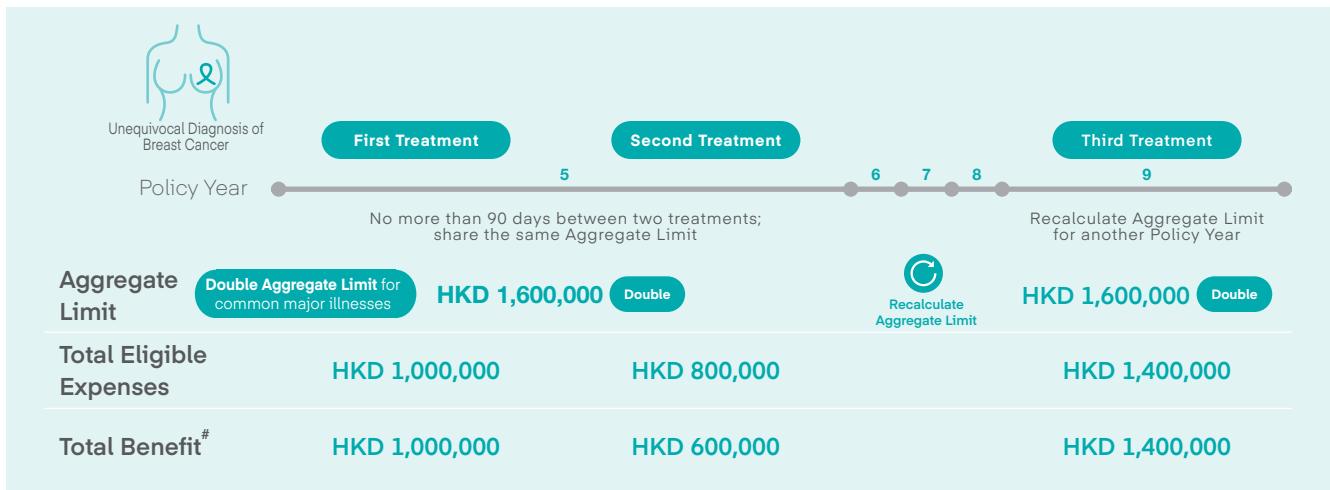 Unequivocal Diagnosis of
Breast Cancer
First Treatment
Second Treatment
Third Treatment
Policy Year
5
6
7
8
9
No more than 90 days between two treatments;
share the same Aggregate Limit
Recalculate Aggregate Limit
for another Policy Year
Aggregate
Limit
Double Aggregate Limit for
common major illnesses
HKD 1,600,000
Double
Recalculate
Aggregate Limit
HKD 1,600,000
Double
Total Eligible
Expenses
HKD 1,000,000
HKD 800,000
HKD 1,400,000
Total Benefit#
HKD 1,000,000
HKD 600,000
HKD 1,400,000